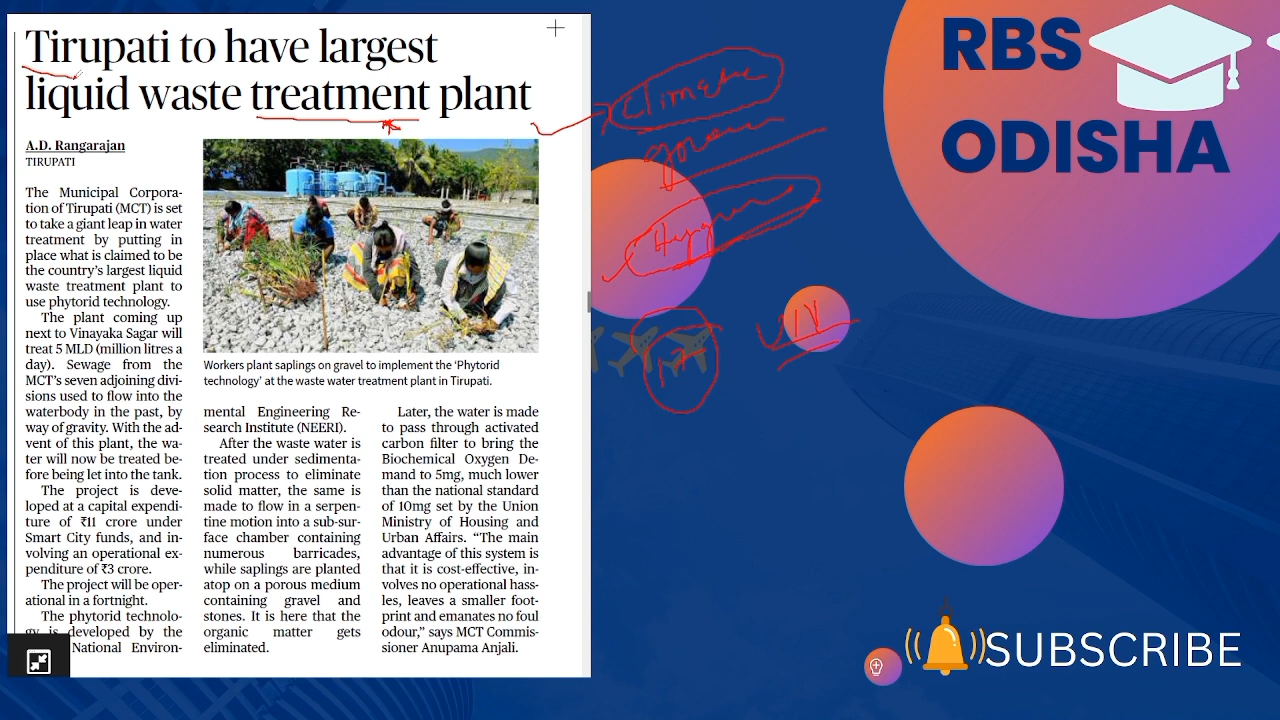 Tirupati to have largest
liquid waste treatment plant
A.D. Rangarajan
TIRUPATI
The Municipal Corpora-
tion of Tirupati (MCT) is set
to take a giant leap in water
treatment by putting in
place what is claimed to be
the country's largest liquid
waste treatment plant to
use phytorid technology.
The plant coming up
next to Vinayaka Sagar will
treat 5 MLD (million litres a
day). Sewage from the
MCT's seven adjoining divi-
sions used to flow into the
waterbody in the past, by
way of gravity. With the ad-
vent of this plant, the wa-
ter will now be treated be-
fore being let into the tank.
The project is deve-
loped at a capital expendi-
ture of ₹11 crore under
Smart City funds, and in-
volving an operational ex-
penditure of ₹3 crore.
The project will be oper-
ational in a fortnight.
The phytorid technolo-
gy is developed by the
National Environ-
Workers plant saplings on gravel to implement the 'Phytorid
technology' at the waste water treatment plant in Tirupati.
mental Engineering Re-
search Institute (NEERI).
After the waste water is
treated under sedimenta-
tion process to eliminate
solid matter, the same is
made to flow in a serpen-
tine motion into a sub-sur-
face chamber containing
numerous barricades,
while saplings are planted
atop on a porous medium
containing gravel and
stones. It is here that the
organic matter gets
eliminated.
Later, the water is made
to pass through activated
carbon filter to bring the
Biochemical Oxygen De-
mand to 5mg, much lower
than the national standard
of 10mg set by the Union
Ministry of Housing and
Urban Affairs. "The main
advantage of this system is
that it is cost-effective, in-
volves no operational hass-
les, leaves a smaller foot-
print and emanates no foul
odour," says MCT Commis-
sioner Anupama Anjali.
Climate
17
RBS
ODISHA
SUBSCRIBE